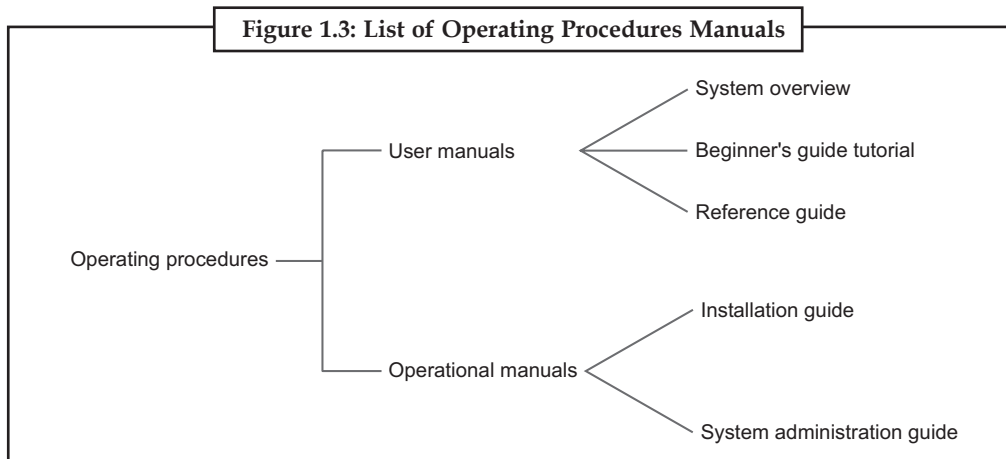 Figure 1.3: List of Operating Procedures Manuals
System overview
User manuals
Beginner's guide tutorial
Reference guide
Operating procedures
Installation guide
Operational manuals
System administration guide